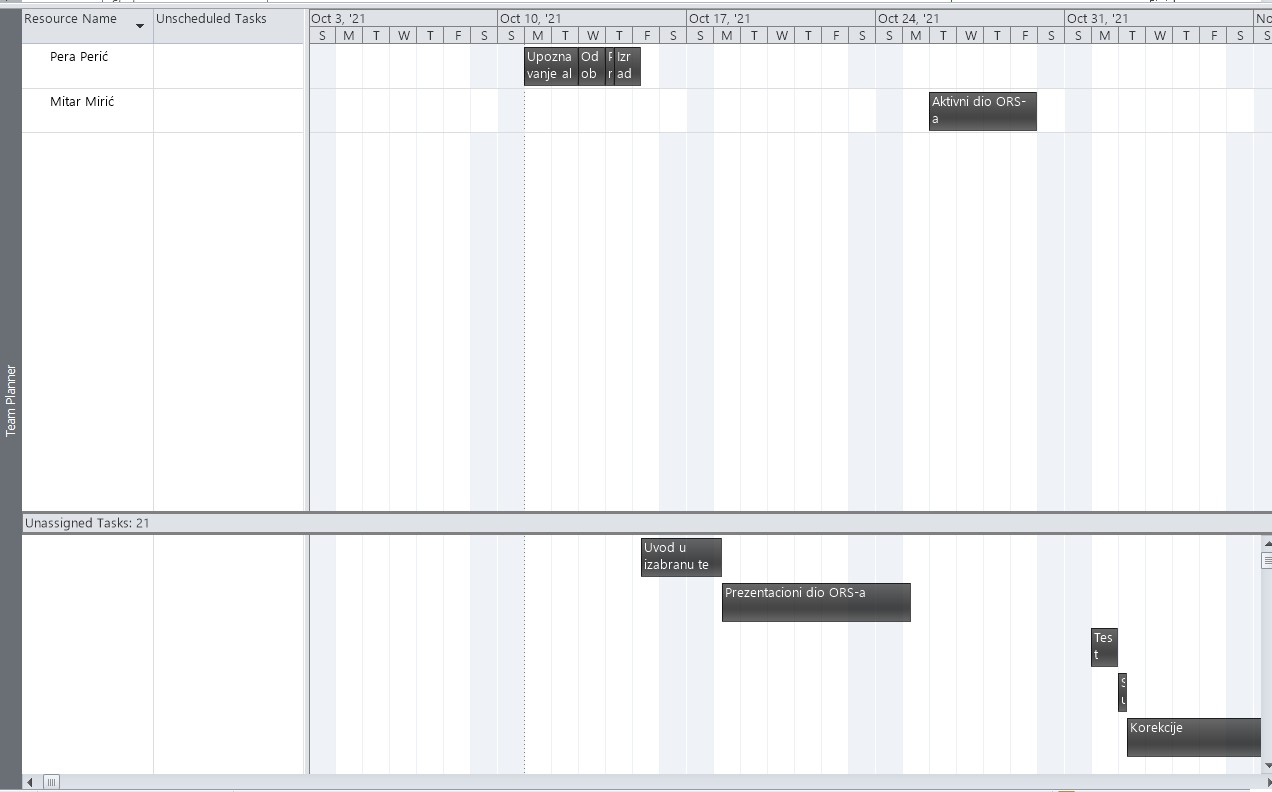 Resource Name
Unscheduled Tasks
Oct 3, '21
Oct 10, '21
Oct 17, '21
Oct 24, '21
Oct 31, '21
No
S M T W T F S S M T W T F S S M T W T F S S M T W T F S S M T W T F S S
Pera Perić
Upozna
vanje al
Od
ob
Izr
ad
Mitar Mirić
Aktivni dio ORS-
a
Team Planner
Unassigned Tasks: 21
Uvod u
izabranu te
Prezentacioni dio ORS-a
Tes
t
Korekcije